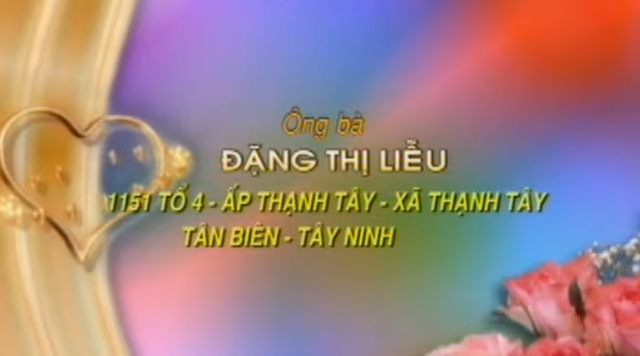 Ông bà
ĐẶNG THỊ LIỄU
1151 TỔ 4 - ẤP THẠNH TÂY - XÃ THẠNH TÂY
TÂN BIÊN - TÂY NINH